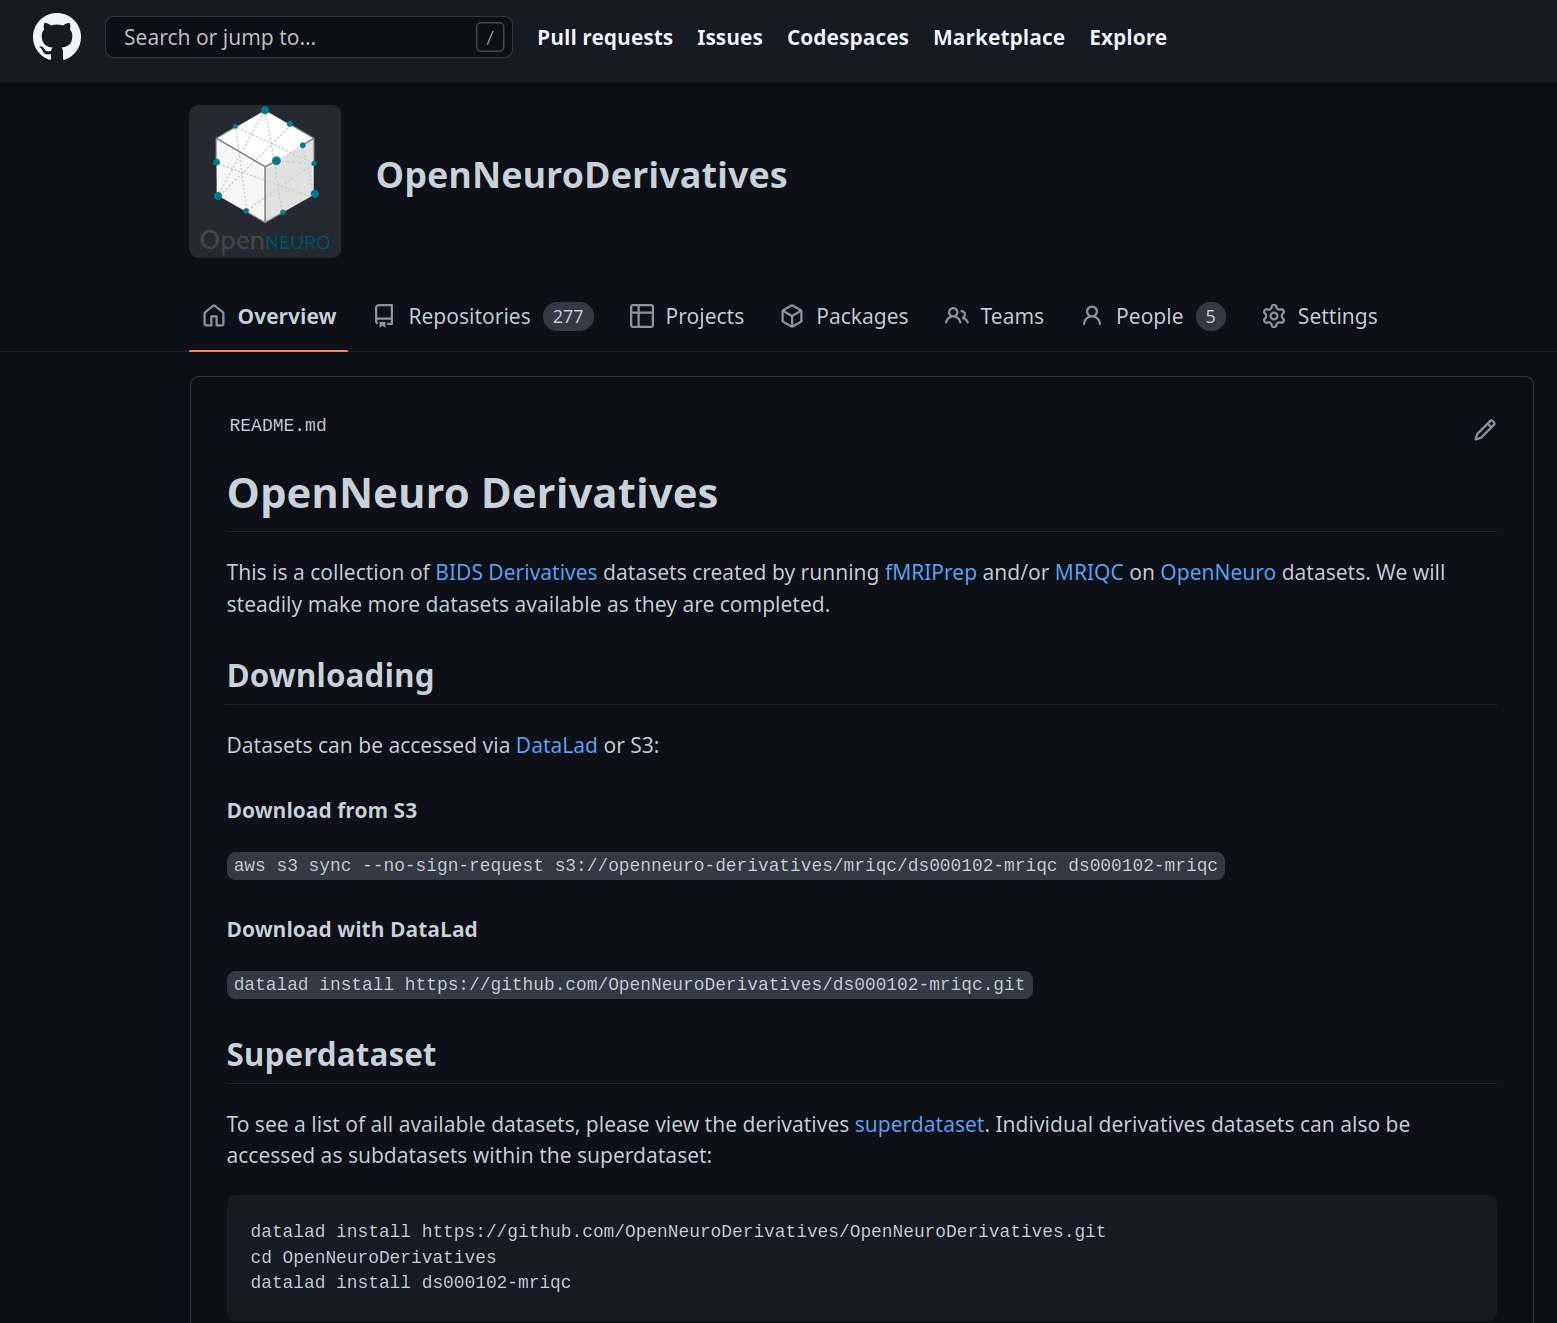 Search or jump to... /
Pull requests Issues Codespaces Marketplace Explore
OpenNeuroDerivatives
OpenNEURO
Overview Repositories 277 Projects Packages Teams People 5 Settings
README.md
OpenNeuro Derivatives
This is a collection of BIDS Derivatives datasets created by running fMRIPrep and/or MRIQC on OpenNeuro datasets. We will
steadily make more datasets available as they are completed.
Downloading
Datasets can be accessed via DataLad or S3:
Download from S3
aws s3 sync --no-sign-request s3://openneuro-derivatives/mriqc/ds000102-mriqc ds000102-mriqc
Download with DataLad
datalad install https://github.com/OpenNeuroDerivatives/ds000102-mriqc.git
Superdataset
To see a list of all available datasets, please view the derivatives superdataset. Individual derivatives datasets can also be
accessed as subdatasets within the superdataset:
datalad install https://github.com/OpenNeuroDerivatives/OpenNeuroDerivatives.git
cd OpenNeuroDerivatives
datalad install ds000102-mriqc